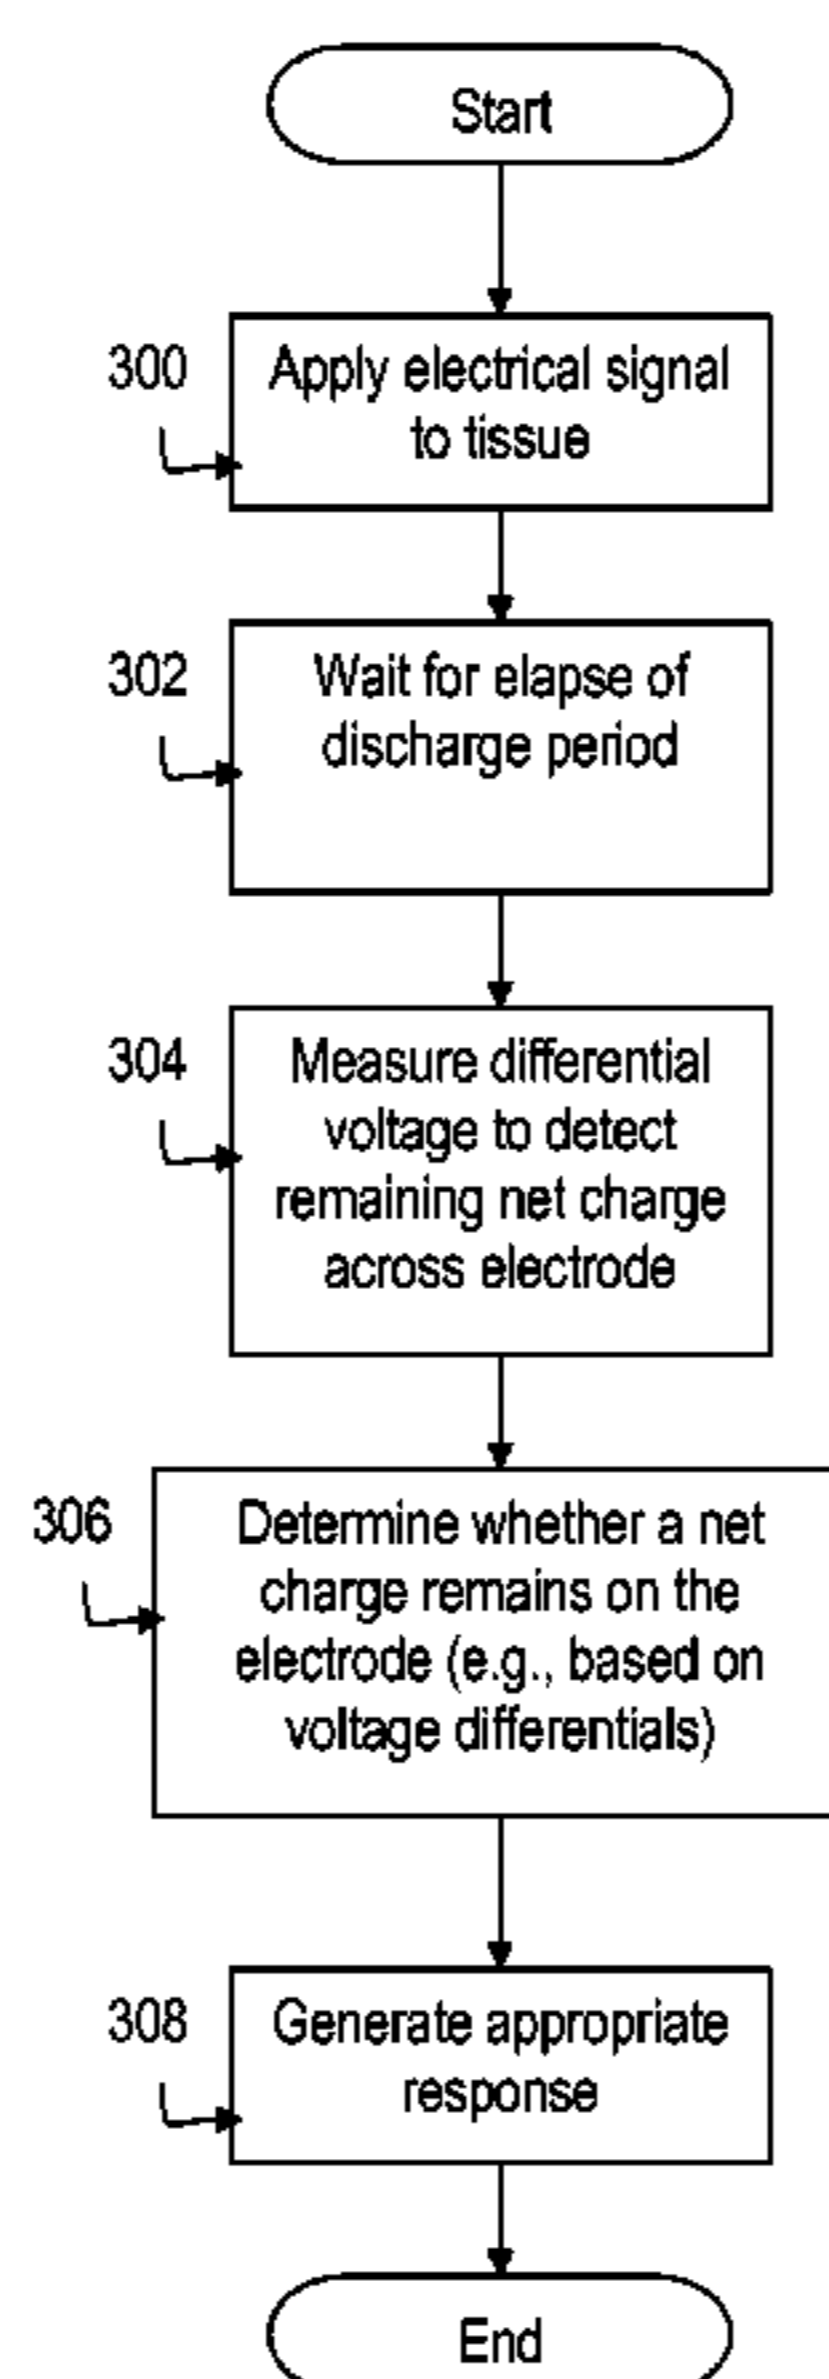 Start
300
Apply electrical signal
to tissue
302
Wait for elapse of
discharge period
304
Measure differential
voltage to detect
remaining net charge
across electrode
306
Determine whether a net
charge remains on the
electrode (e.g., based on
voltage differentials)
308
Generate appropriate
response
End